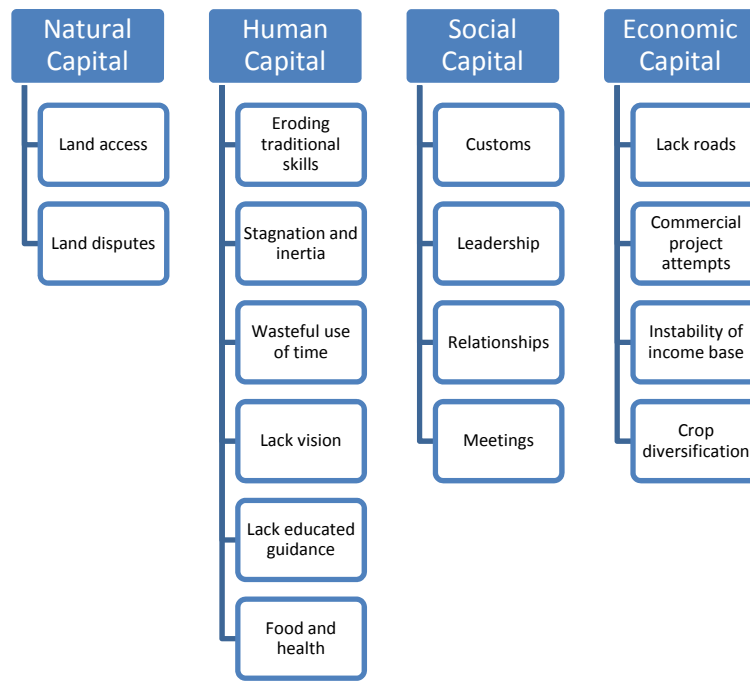 Natural
Capital
Land access
Land disputes
Human
Capital
Eroding
traditional
skills
Stagnation and
inertia
Wasteful use
of time
Lack vision
Lack educated
guidance
Food and
health
Social
Capital
Customs
Leadership
Relationships
Meetings
Economic
Capital
Lack roads
Commercial
project
attempts
Instability of
income base
Crop
diversification